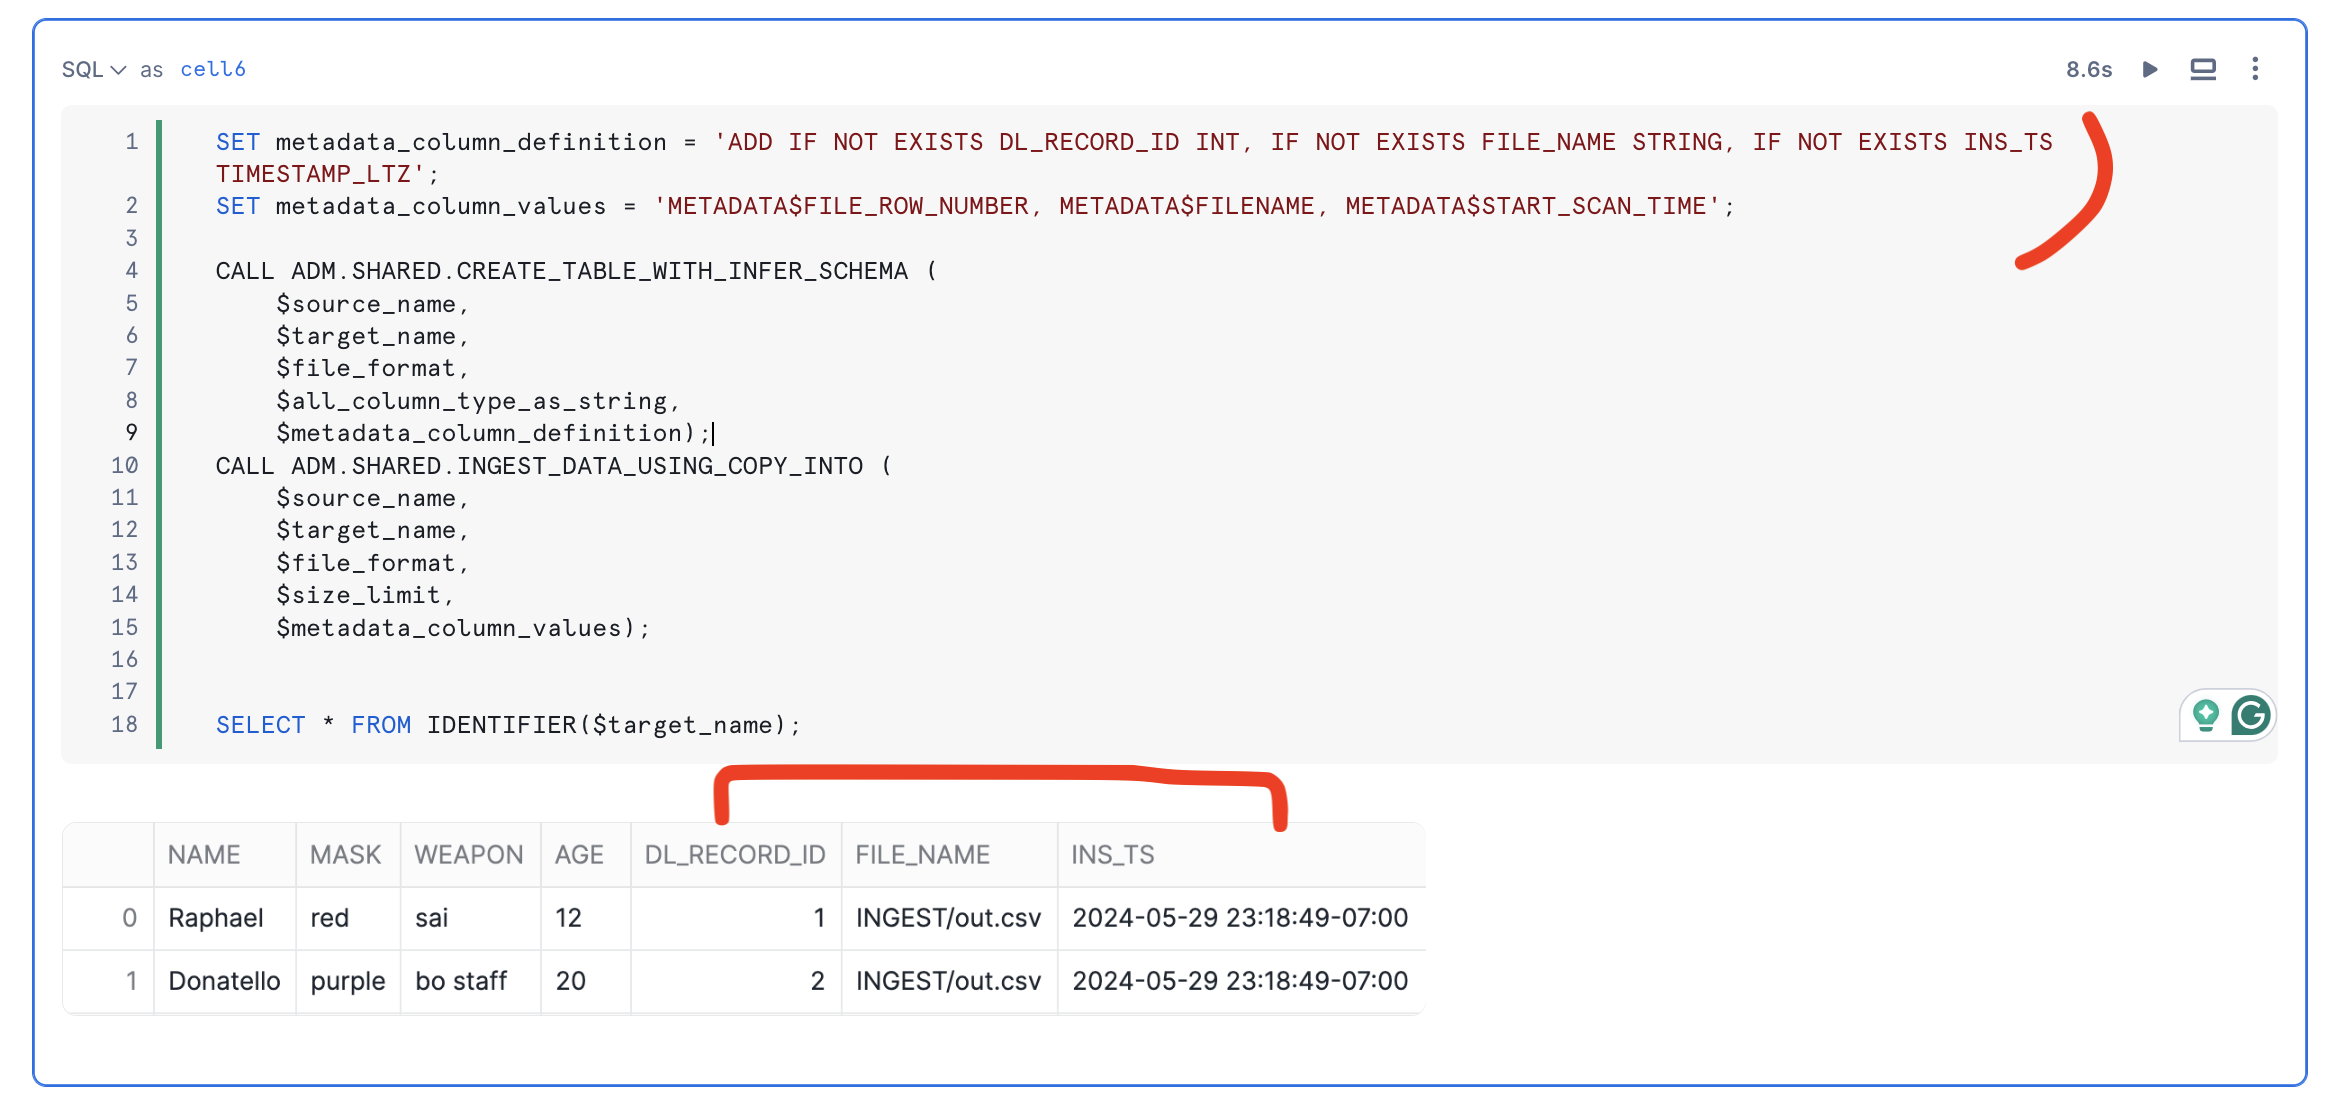 SQL as cell6 8.6s
1 SET metadata_column_definition = 'ADD IF NOT EXISTS DL_RECORD_ID INT, IF NOT EXISTS FILE_NAME STRING, IF NOT EXISTS INS_TS
TIMESTAMP_LTZ';
2 SET metadata_column_values = 'METADATA$FILE_ROW_NUMBER, METADATA$FILENAME, METADATA$START_SCAN_TIME';
3
4 CALL ADM.SHARED.CREATE_TABLE_WITH_INFER_SCHEMA (
5 $source_name,
6 $target_name,
7 $file_format,
8 $all_column_type_as_string,
9 $metadata_column_definition);
10 CALL ADM.SHARED.INGEST_DATA_USING_COPY_INTO (
11 $source_name,
12 $target_name,
13 $file_format,
14 $size_limit,
15 $metadata_column_values);
16
17
18 SELECT * FROM IDENTIFIER($target_name);
NAME MASK WEAPON AGE DL_RECORD_ID FILE_NAME INS_TS
0 Raphael red sai 12 1 INGEST/out.csv 2024-05-29 23:18:49-07:00
1 Donatello purple bo staff 20 2 INGEST/out.csv 2024-05-29 23:18:49-07:00